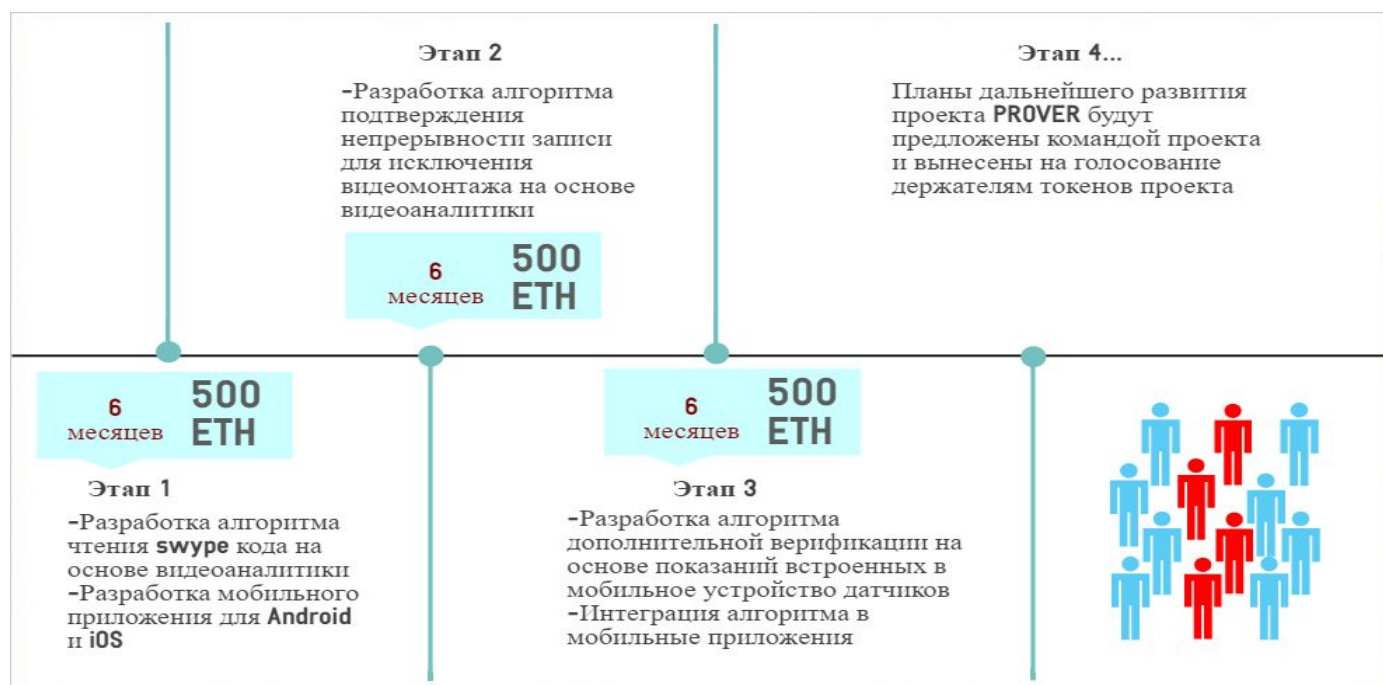 Этап 2
-Разработка алгоритма
подтверждения
непрерывности записи
для исключения
видеомонтажа на основе
видеоаналитики
6
месяцев
500
ETH
Этап 4...
Планы дальнейшего развития
проекта PROVER будут
предложены командой проекта
и вынесены на голосование
держателям токенов проекта
6
месяцев
500
ETH
Этап 1
-Разработка алгоритма
чтения swype кода на
основе видеоаналитики
-Разработка мобильного
приложения для Android
и iOS
6
месяцев
500
ETH
Этап 3
-Разработка алгоритма
дополнительной верификации на
основе показаний встроенных в
мобильное устройство датчиков
-Интеграция алгоритма в
мобильные приложения